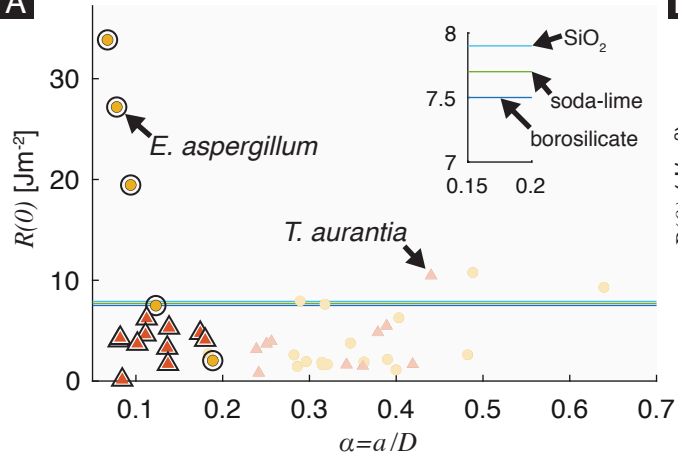 A
R(0) [Jm⁻²]
30
20
10
0
E. aspergillum
T. aurantia
8
7.5
7
0.15 0.2
SiO₂
soda-lime
borosilicate
0.1 0.2 0.3 0.4 0.5 0.6 0.7
α=a/D